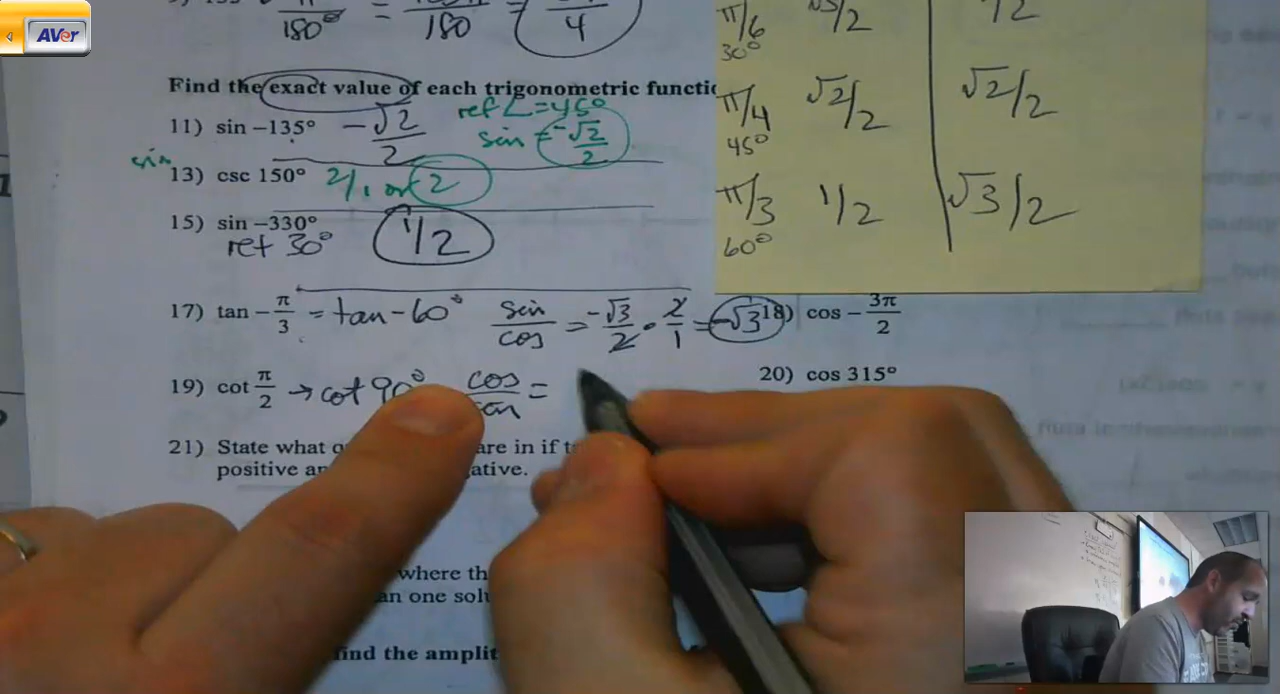 AVer
π/180° = /180 = /4
Find the exact value of each trigonometric functi
11) sin −135° −√2/2 ref ∠ = 45°
sin = −√2/2
sin
13) csc 150° 2/1 or 2
15) sin −330° 1/2
ref 30°
17) tan −π/3 = tan −60° sin/cos = −√3/2 • 2/1 = −√3
18) cos −3π/2
19) cot π/2 → cot 90° cos/ =
20) cos 315°
21) State what are in if
positive ative.
where th
an one solu
find the amplit
π/6 √3/2 1/2
30°
π/4 √2/2 √2/2
45°
π/3 1/2 √3/2
60°